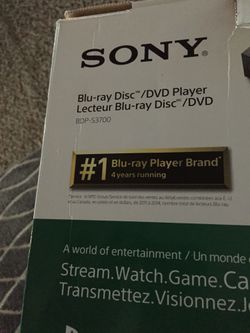 SONY
Blu-ray Disc™/DVD Player
Lecteur Blu-ray Disc™/DVD
BDP-S3700
#1 Blu-ray Player Brand*
4 years running
A world of entertainment / Un monde
Stream.Watch.Game.Ca
Transmettez.Visionnez.J